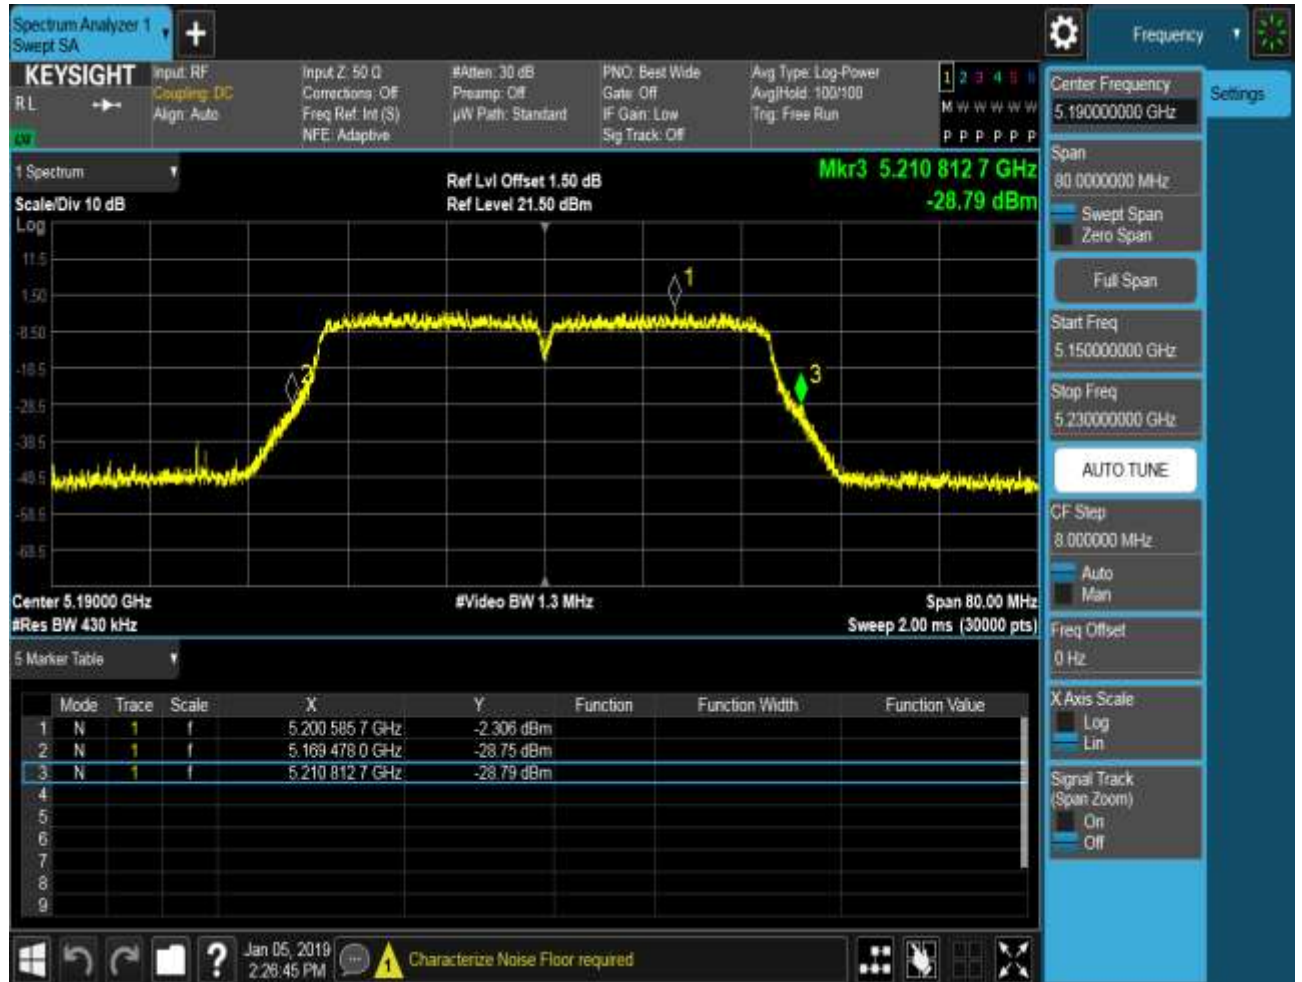 Spectrum Analyzer 1
Swept SA
+
Frequency
KEYSIGHT
RL
Input: RF
Coupling: DC
Align: Auto
Input Z: 50 Ω
Corrections: Off
Freq Ref: Int (S)
NFE: Adaptive
#Atten: 30 dB
Preamp: Off
µW Path: Standard
PNO: Best Wide
Gate: Off
IF Gain: Low
Sig Track: Off
Avg Type: Log-Power
Avg|Hold: 100/100
Trig: Free Run
1 2 3 4 5 6
M W W W W W
P P P P P P
1 Spectrum
Scale/Div 10 dB
Log
Ref Lvl Offset 1.50 dB
Ref Level 21.50 dBm
Mkr3 5.210 812 7 GHz
-28.79 dBm
11.5
1.50
-8.50
-18.5
-28.5
-38.5
-48.5
-58.5
-68.5
1
2
3
Center 5.19000 GHz
#Res BW 430 kHz
#Video BW 1.3 MHz
Span 80.00 MHz
Sweep 2.00 ms (30000 pts)
5 Marker Table
Mode Trace Scale X Y Function Function Width Function Value
1 N 1 f 5.200 585 7 GHz -2.306 dBm
2 N 1 f 5.169 478 0 GHz -28.75 dBm
3 N 1 f 5.210 812 7 GHz -28.79 dBm
4
5
6
7
8
9
Jan 05, 2019
2:26:45 PM
?
1
Characterize Noise Floor required
Settings
Center Frequency
5.190000000 GHz
Span
80.0000000 MHz
Swept Span
Zero Span
Full Span
Start Freq
5.150000000 GHz
Stop Freq
5.230000000 GHz
AUTO TUNE
CF Step
8.000000 MHz
Auto
Man
Freq Offset
0 Hz
X Axis Scale
Log
Lin
Signal Track
(Span Zoom)
On
Off